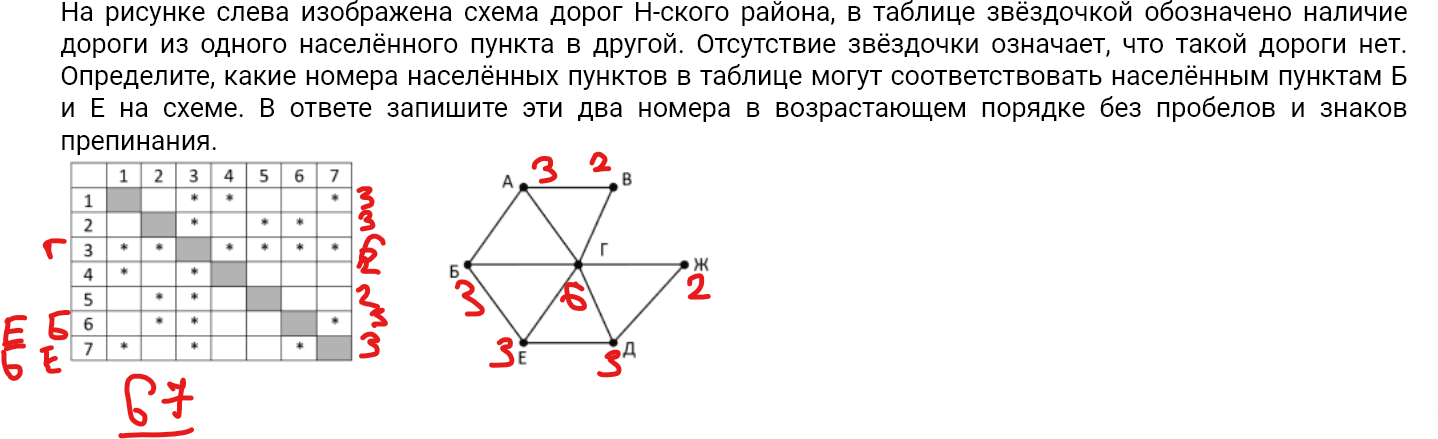 На рисунке слева изображена схема дорог Н-ского района, в таблице звёздочкой обозначено наличие
дороги из одного населённого пункта в другой. Отсутствие звёздочки означает, что такой дороги нет.
Определите, какие номера населённых пунктов в таблице могут соответствовать населённым пунктам Б
и Е на схеме. В ответе запишите эти два номера в возрастающем порядке без пробелов и знаков
препинания.
1 2 3 4 5 6 7
1 * * * 3
2 * * * 3
Г 3 * * * * * * 6
4 * * 2
5 * * 2
Е Б 6 * * * 3
Б Е 7 * * * 3
67
А 3 2 В
Г
Б Ж
3 6 2
3 Е 3 Д